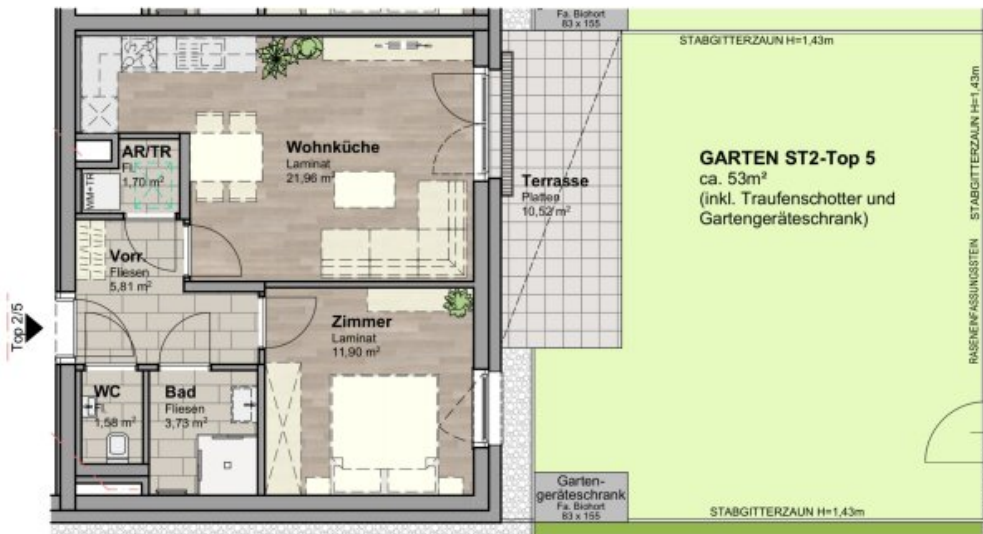 Fa. Biohort
83 x 155
STABGITTERZAUN H=1,43m
STABGITTERZAUN H=1,43m
RASENEINFASSUNGSSTEIN
AR/TR
Fl.
1,70 m²
WM+TR
Wohnküche
Laminat
21,96 m²
Terrasse
Platten
10,52 m²
GARTEN ST2-Top 5
ca. 53m²
(inkl. Traufenschotter und
Gartengeräteschrank)
Vorr.
Fliesen
5,81 m²
Top 2/5
Zimmer
Laminat
11,90 m²
WC
Fl.
1,58 m²
Bad
Fliesen
3,73 m²
Garten-
geräteschrank
Fa. Biohort
83 x 155
STABGITTERZAUN H=1,43m